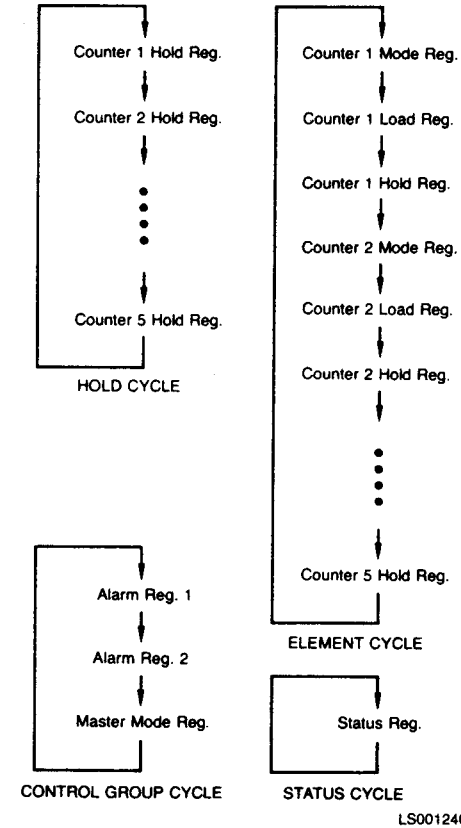 Counter 1 Hold Reg.
Counter 2 Hold Reg.
Counter 5 Hold Reg.
HOLD CYCLE
Counter 1 Mode Reg.
Counter 1 Load Reg.
Counter 1 Hold Reg.
Counter 2 Mode Reg.
Counter 2 Load Reg.
Counter 2 Hold Reg.
Counter 5 Hold Reg.
ELEMENT CYCLE
Alarm Reg. 1
Alarm Reg. 2
Master Mode Reg.
CONTROL GROUP CYCLE
Status Reg.
STATUS CYCLE